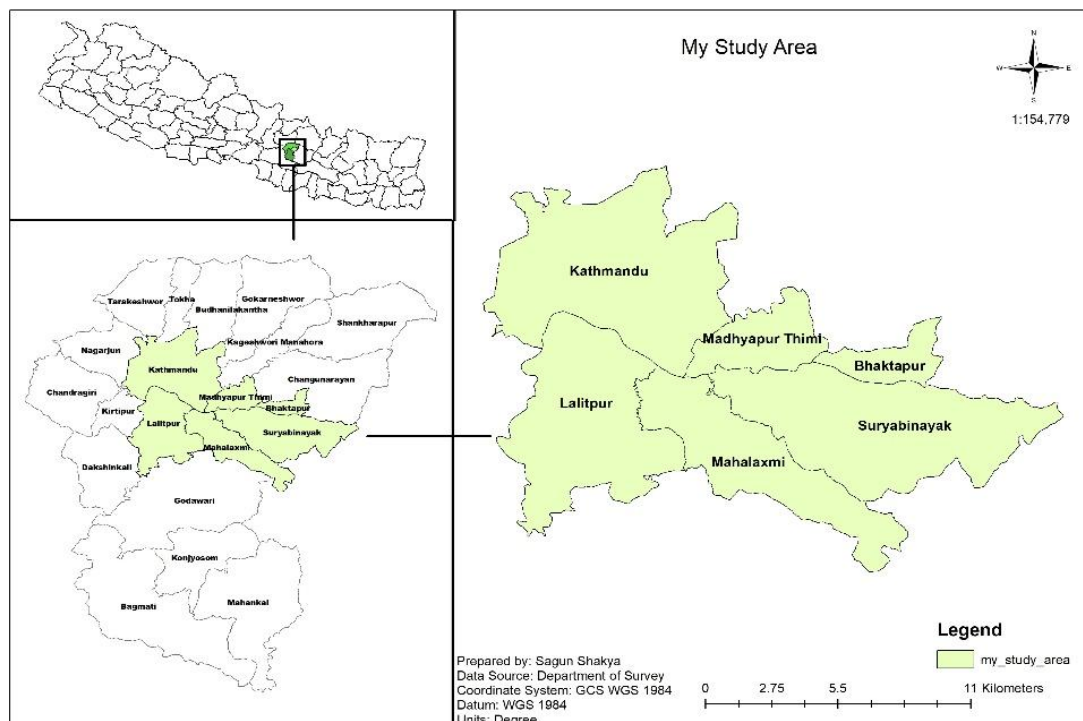 My Study Area
N
W E
S
1:154,779
Tarakeshwor
Tokha
Budhanilakantha
Gokarneshwor
Shankharapur
Nagarjun
Kageshwori Manahora
Kathmandu
Changunarayan
Chandragiri
Kirtipur
Madhyapur Thimi
Bhaktapur
Lalitpur
Suryabinayak
Mahalaxmi
Dakshinkali
Godawari
Konjyosom
Bagmati
Mahankal
Kathmandu
Madhyapur Thimi
Bhaktapur
Lalitpur
Suryabinayak
Mahalaxmi
Legend
my_study_area
Prepared by: Sagun Shakya
Data Source: Department of Survey
Coordinate System: GCS WGS 1984
Datum: WGS 1984
Units: Degree
0 2.75 5.5 11 Kilometers